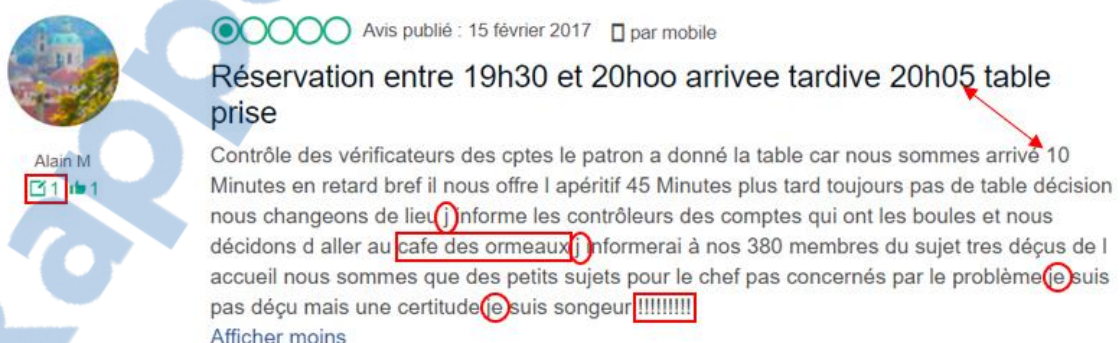 Avis publié : 15 février 2017 par mobile
Réservation entre 19h30 et 20hoo arrivee tardive 20h05 table
prise
Alain M
1 1
Contrôle des vérificateurs des cptes le patron a donné la table car nous sommes arrivé 10
Minutes en retard bref il nous offre l apéritif 45 Minutes plus tard toujours pas de table décision
nous changeons de lieu j informe les contrôleurs des comptes qui ont les boules et nous
décidons d aller au cafe des ormeaux j informerai à nos 380 membres du sujet tres déçus de l
accueil nous sommes que des petits sujets pour le chef pas concernés par le problème je suis
pas déçu mais une certitude je suis songeur !!!!!!!!!
Afficher moins